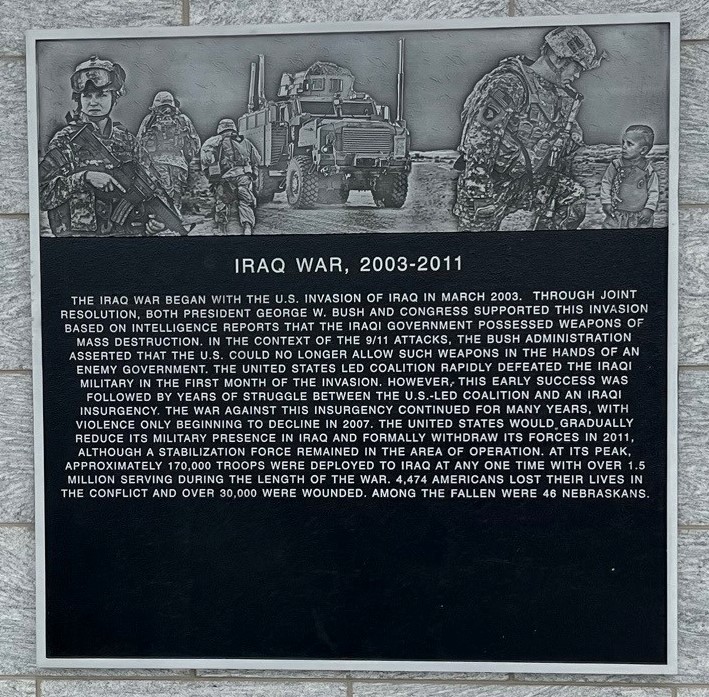 IRAQ WAR, 2003-2011
THE IRAQ WAR BEGAN WITH THE U.S. INVASION OF IRAQ IN MARCH 2003. THROUGH JOINT
RESOLUTION, BOTH PRESIDENT GEORGE W. BUSH AND CONGRESS SUPPORTED THIS INVASION
BASED ON INTELLIGENCE REPORTS THAT THE IRAQI GOVERNMENT POSSESSED WEAPONS OF
MASS DESTRUCTION. IN THE CONTEXT OF THE 9/11 ATTACKS, THE BUSH ADMINISTRATION
ASSERTED THAT THE U.S. COULD NO LONGER ALLOW SUCH WEAPONS IN THE HANDS OF AN
ENEMY GOVERNMENT. THE UNITED STATES LED COALITION RAPIDLY DEFEATED THE IRAQI
MILITARY IN THE FIRST MONTH OF THE INVASION. HOWEVER, THIS EARLY SUCCESS WAS
FOLLOWED BY YEARS OF STRUGGLE BETWEEN THE U.S.-LED COALITION AND AN IRAQI
INSURGENCY. THE WAR AGAINST THIS INSURGENCY CONTINUED FOR MANY YEARS, WITH
VIOLENCE ONLY BEGINNING TO DECLINE IN 2007. THE UNITED STATES WOULD GRADUALLY
REDUCE ITS MILITARY PRESENCE IN IRAQ AND FORMALLY WITHDRAW ITS FORCES IN 2011,
ALTHOUGH A STABILIZATION FORCE REMAINED IN THE AREA OF OPERATION. AT ITS PEAK,
APPROXIMATELY 170,000 TROOPS WERE DEPLOYED TO IRAQ AT ANY ONE TIME WITH OVER 1.5
MILLION SERVING DURING THE LENGTH OF THE WAR. 4,474 AMERICANS LOST THEIR LIVES IN
THE CONFLICT AND OVER 30,000 WERE WOUNDED. AMONG THE FALLEN WERE 46 NEBRASKANS.